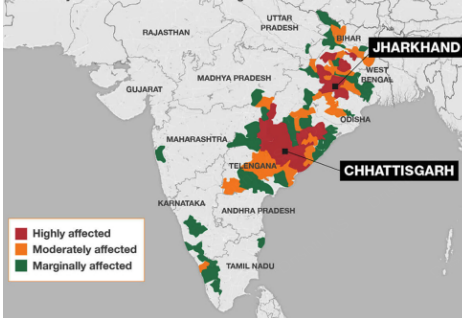 UTTAR
PRADESH
RAJASTHAN
BIHAR
JHARKHAND
WEST
BENGAL
MADHYA PRADESH
GUJARAT
ODISHA
MAHARASHTRA
CHHATTISGARH
TELENGANA
KARNATAKA
ANDHRA PRADESH
Highly affected
Moderately affected
Marginally affected
TAMIL NADU